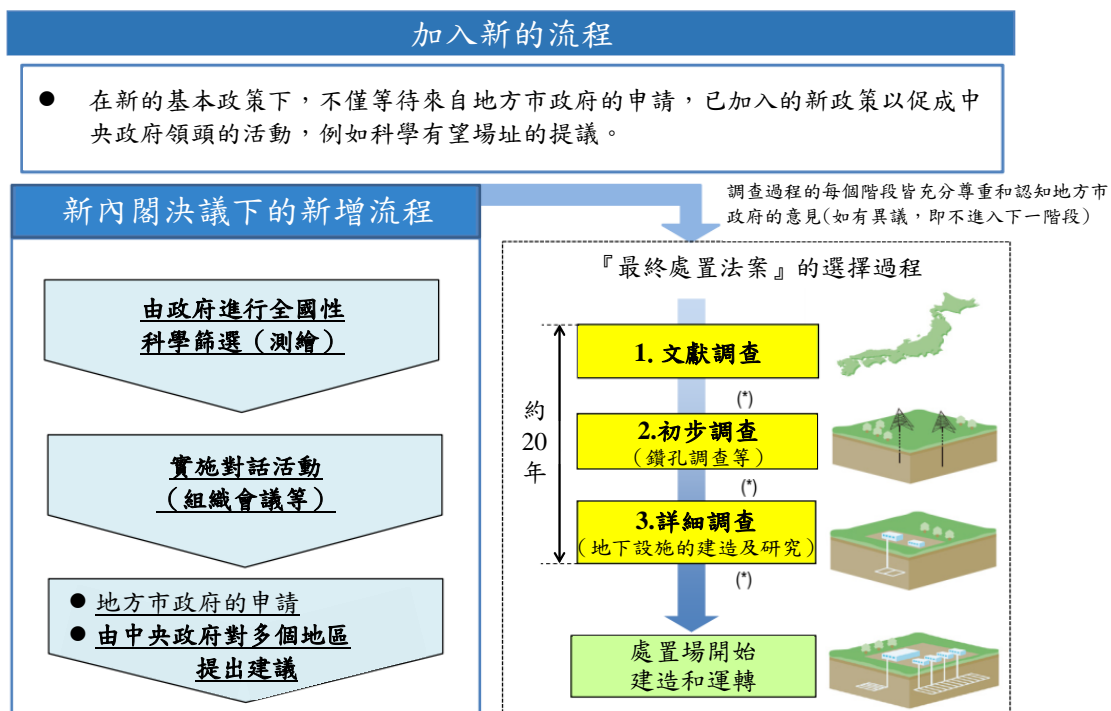 加入新的流程
● 在新的基本政策下，不僅等待來自地方市政府的申請，已加入的新政策以促成中
央政府領頭的活動，例如科學有望場址的提議。
新內閣決議下的新增流程
由政府進行全國性
科學篩選（測繪）
實施對話活動
（組織會議等）
● 地方市政府的申請
● 由中央政府對多個地區
提出建議
調查過程的每個階段皆充分尊重和認知地方市
政府的意見(如有異議，即不進入下一階段)
『最終處置法案』的選擇過程
約
20
年
1. 文獻調查
(*)
2.初步調查
（鑽孔調查等）
(*)
3.詳細調查
（地下設施的建造及研究）
(*)
處置場開始
建造和運轉